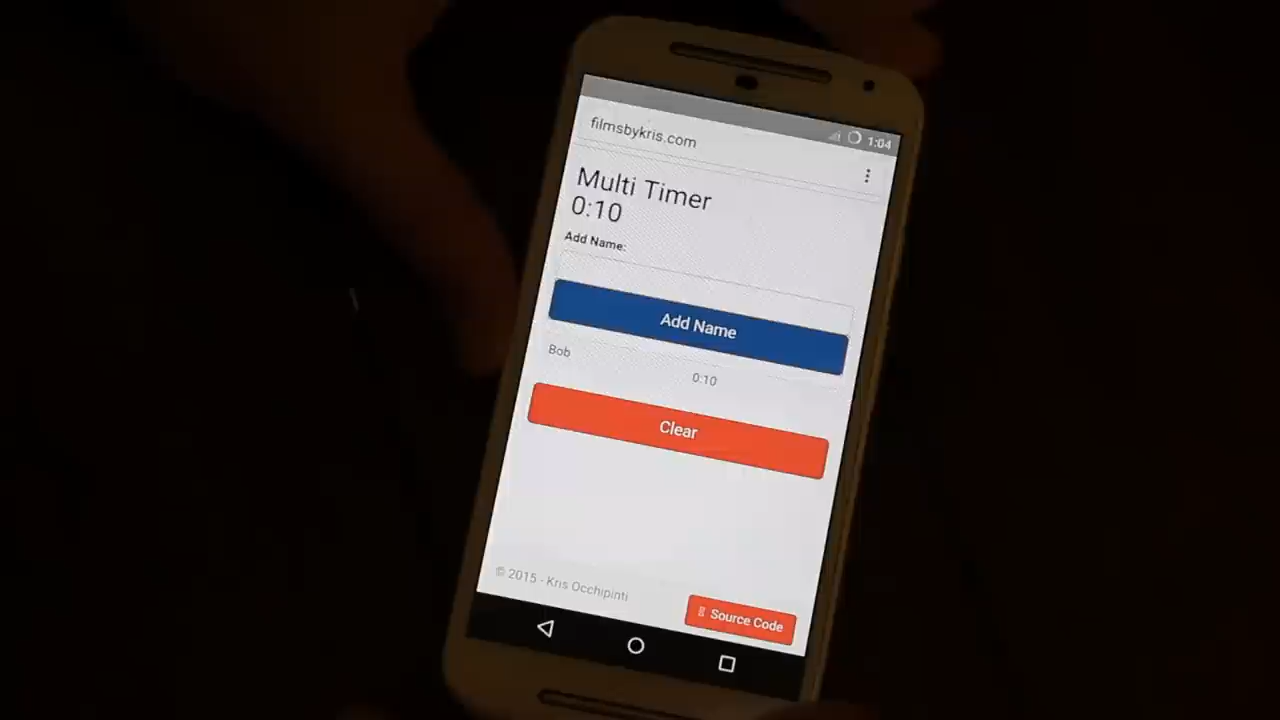 1:04
filmsbykris.com
Multi Timer
0:10
Add Name:
Add Name
Bob
0:10
Clear
© 2015 - Kris Occhipinti
Source Code